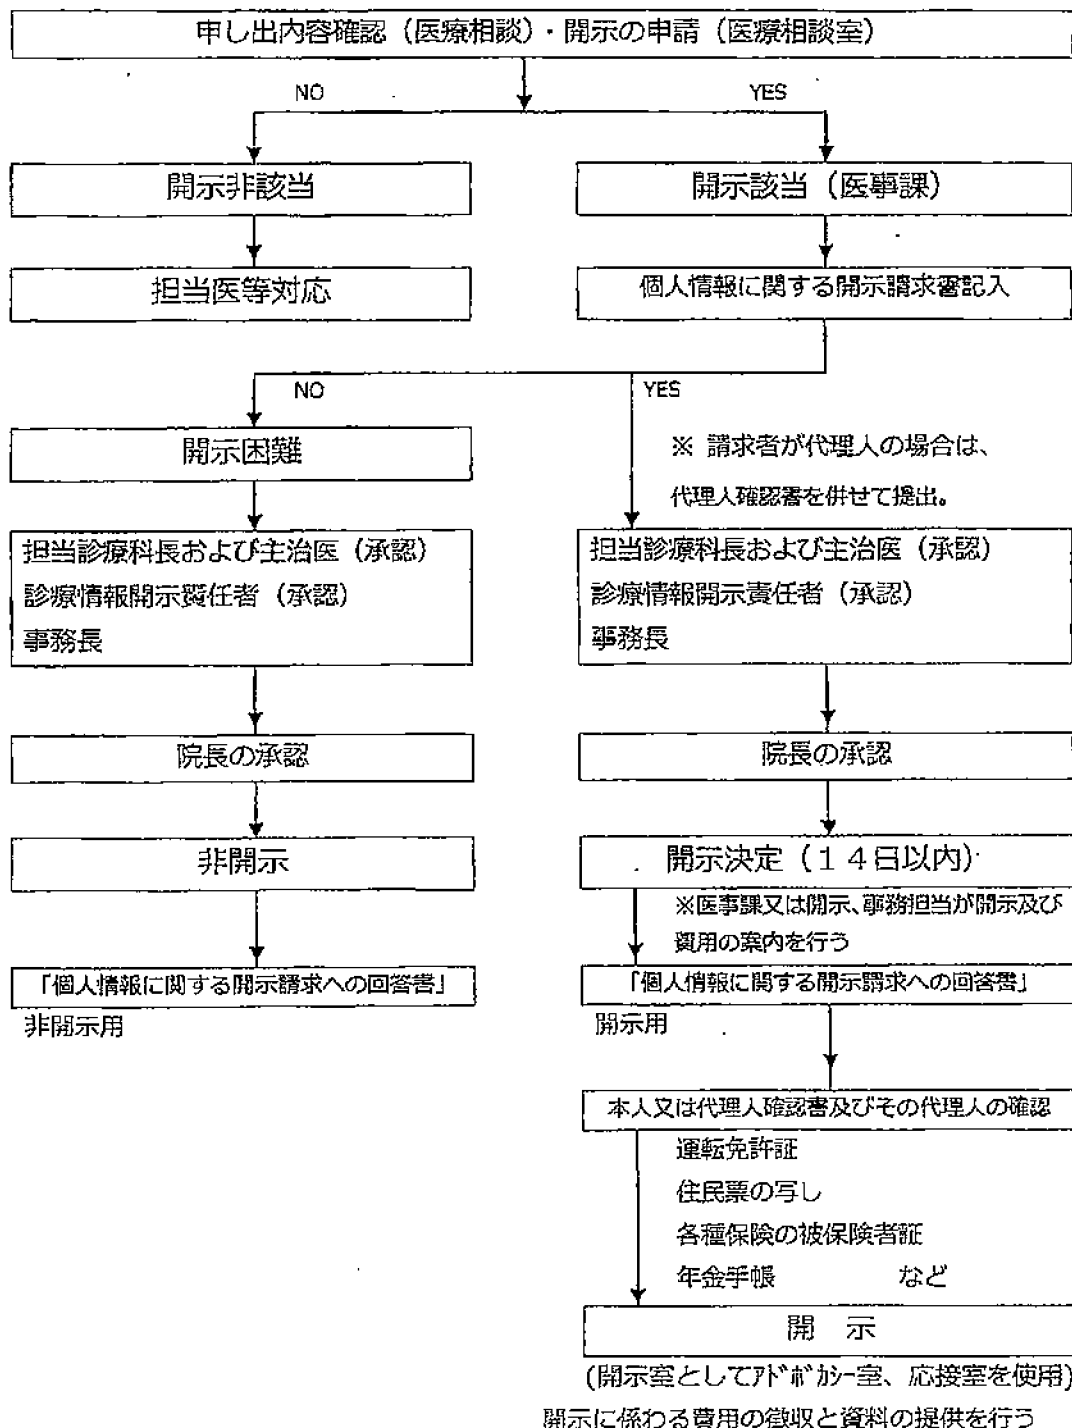 申し出内容確認（医療相談）・開示の申請（医療相談室）
NO
YES
開示非該当
開示該当（医事課）
担当医等対応
個人情報に関する開示請求書記入
NO
YES
開示困難
※ 請求者が代理人の場合は、
代理人確認書を併せて提出。
担当診療科長および主治医（承認）
診療情報開示責任者（承認）
事務長
担当診療科長および主治医（承認）
診療情報開示責任者（承認）
事務長
院長の承認
院長の承認
非開示
開示決定（１４日以内）
※医事課又は開示、事務担当が開示及び
費用の案内を行う
「個人情報に関する開示請求への回答書」
非開示用
「個人情報に関する開示請求への回答書」
開示用
本人又は代理人確認書及びその代理人の確認
運転免許証
住民票の写し
各種保険の被保険者証
年金手帳 など
開 示
(開示室としてｱﾄﾞﾎﾞｶｼｰ室、応接室を使用)
開示に係わる費用の徴収と資料の提供を行う